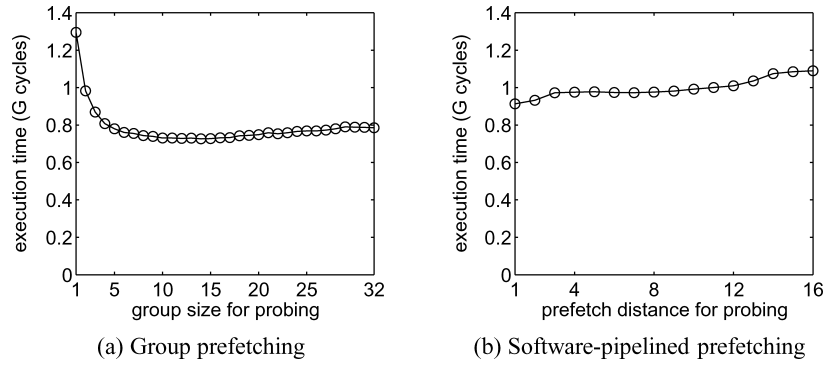 1.4
1.2
1
0.8
0.6
0.4
0.2
0
execution time (G cycles)
1 5 10 15 20 25 32
group size for probing
(a) Group prefetching
1.4
1.2
1
0.8
0.6
0.4
0.2
0
execution time (G cycles)
1 4 8 12 16
prefetch distance for probing
(b) Software-pipelined prefetching